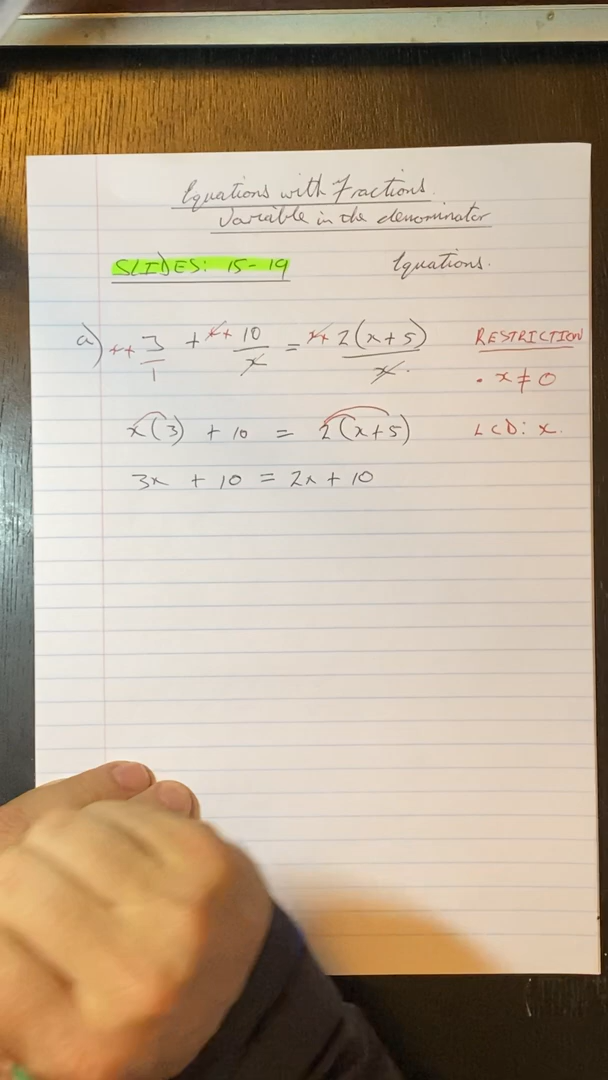 Equations with Fractions.
Variable in the denominator
SLIDES: 15-19 Equations.
a) x× 3/1 + x× 10/x = x× 2(x+5)/x. RESTRICTION
• x ≠ 0
x(3) + 10 = 2(x+5) LCD: x.
3x + 10 = 2x + 10